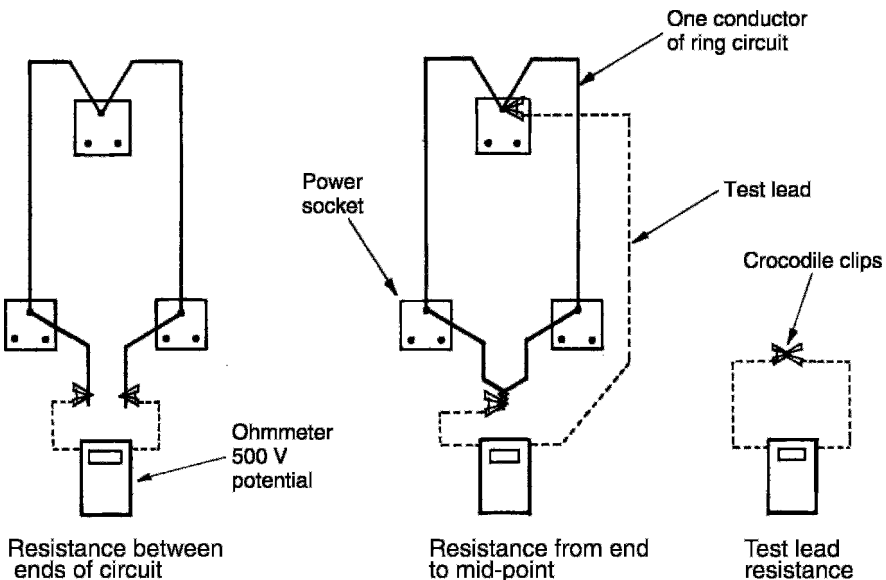 One conductor
of ring circuit
Power
socket
Test lead
Crocodile clips
Ohmmeter
500 V
potential
Resistance between
ends of circuit
Resistance from end
to mid-point
Test lead
resistance